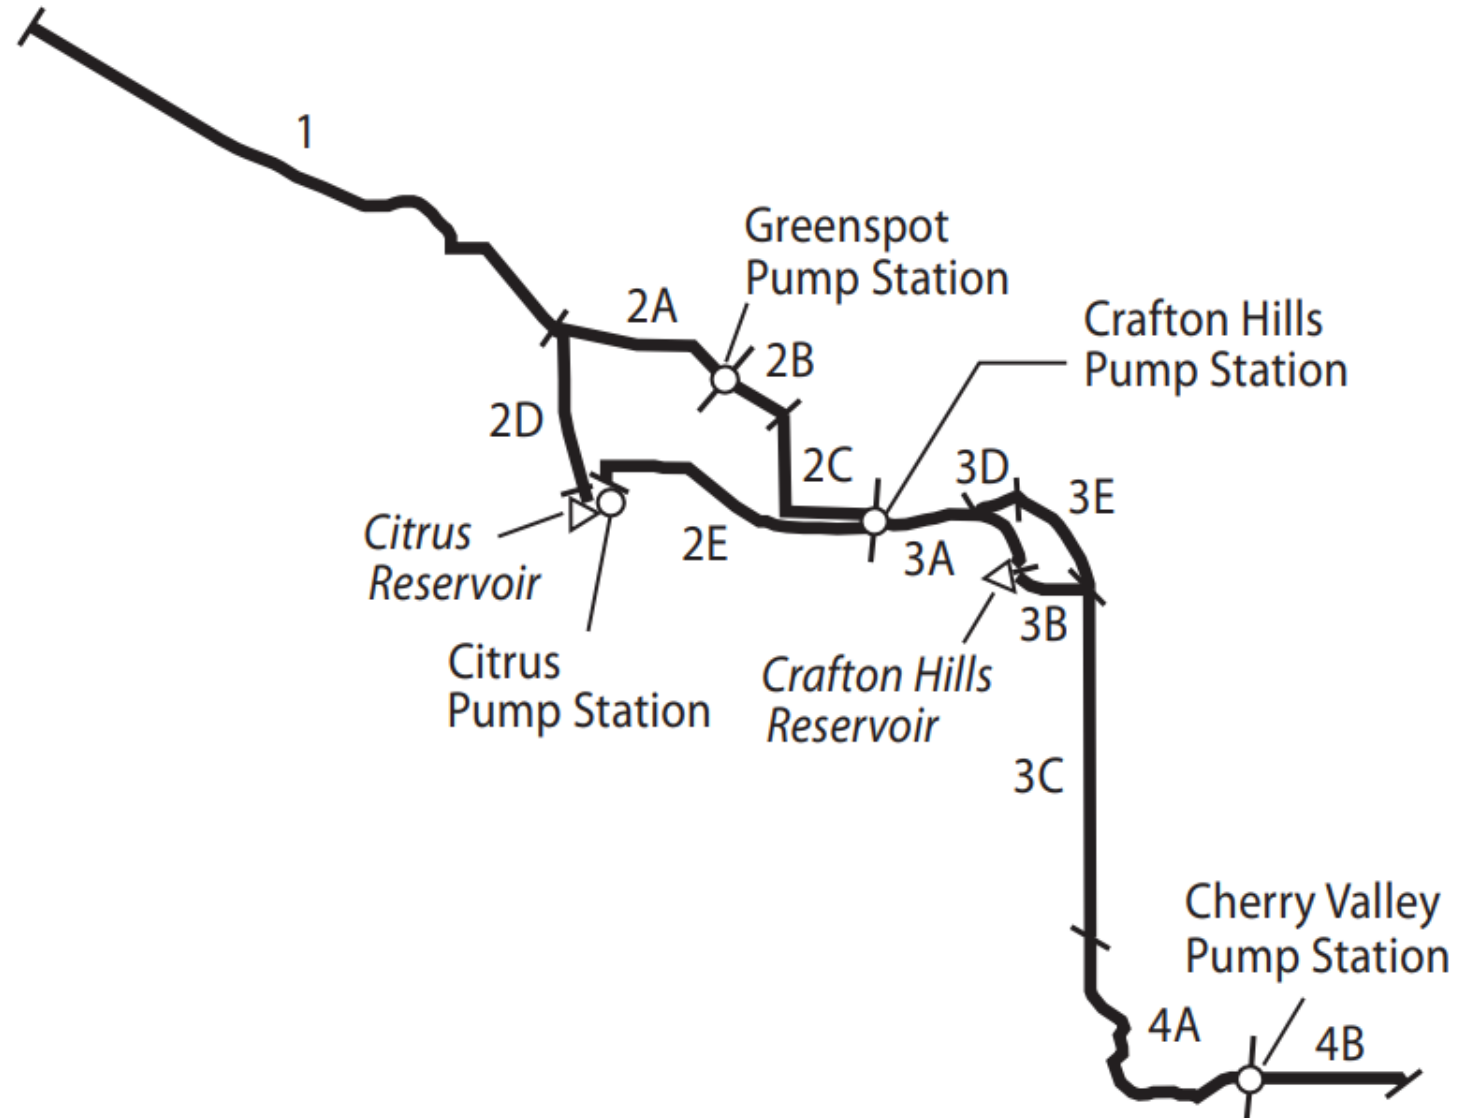 1
Greenspot
Pump Station
2A
2B
Crafton Hills
Pump Station
2D
2C
3D
3E
Citrus
Reservoir
2E
3A
3B
Citrus
Pump Station
Crafton Hills
Reservoir
3C
Cherry Valley
Pump Station
4A
4B